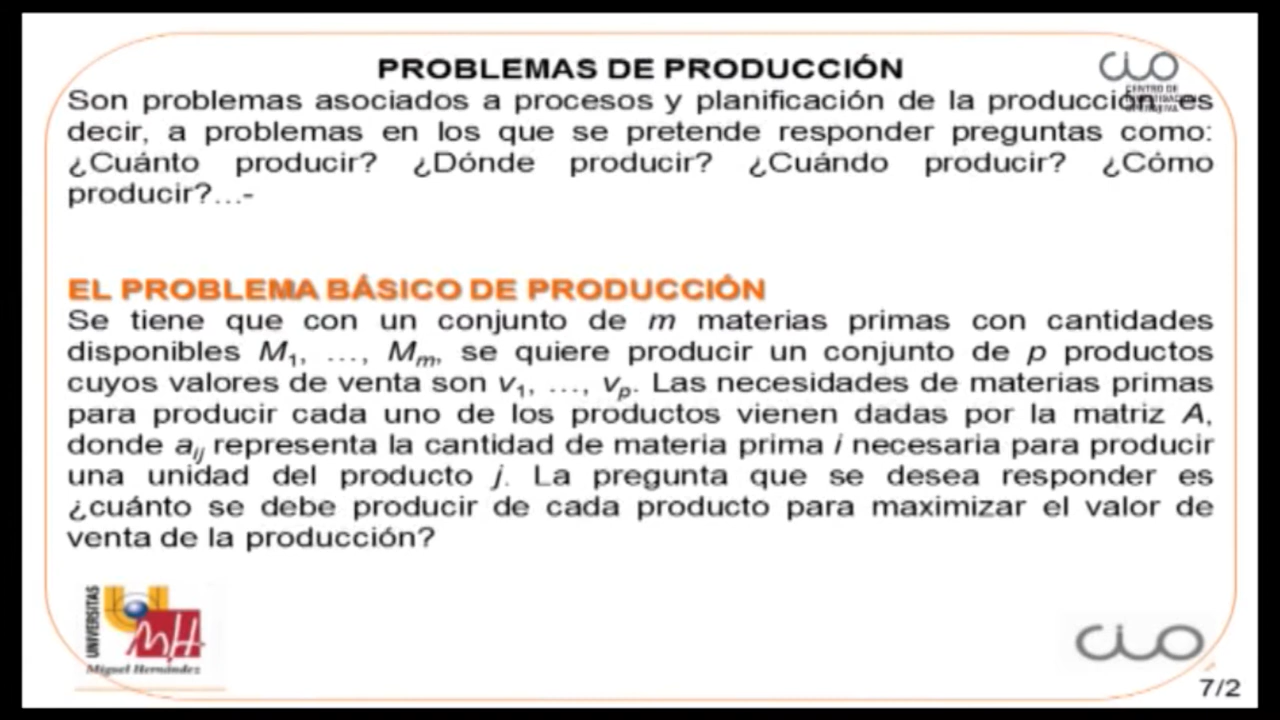 PROBLEMAS DE PRODUCCIÓN
CIO
CENTRO DE
Son problemas asociados a procesos y planificación de la producción, es
decir, a problemas en los que se pretende responder preguntas como:
¿Cuánto producir? ¿Dónde producir? ¿Cuándo producir? ¿Cómo
producir?...-
EL PROBLEMA BÁSICO DE PRODUCCIÓN
Se tiene que con un conjunto de m materias primas con cantidades
disponibles M1, ..., Mm, se quiere producir un conjunto de p productos
cuyos valores de venta son v1, ..., vp. Las necesidades de materias primas
para producir cada uno de los productos vienen dadas por la matriz A,
donde aij representa la cantidad de materia prima i necesaria para producir
una unidad del producto j. La pregunta que se desea responder es
¿cuánto se debe producir de cada producto para maximizar el valor de
venta de la producción?
UNIVERSITAS
Miguel Hernández
CIO
7/2